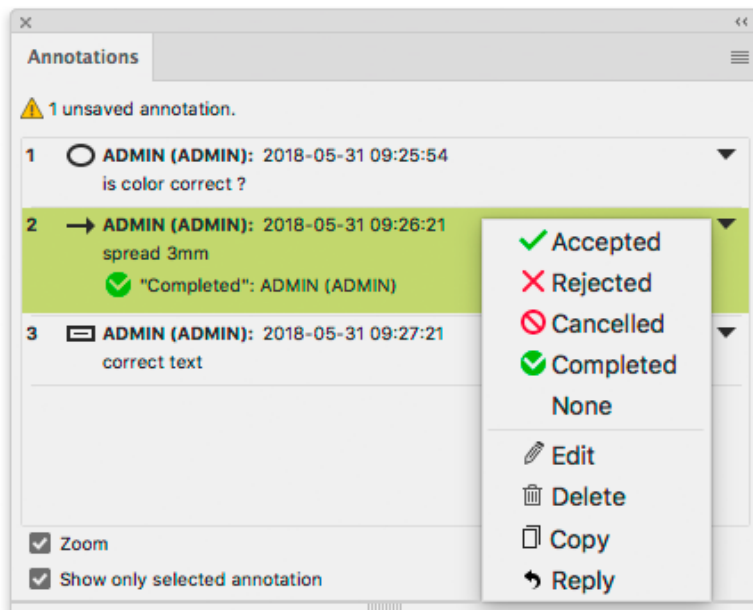 Annotations
1 unsaved annotation.
1 ADMIN (ADMIN): 2018-05-31 09:25:54
is color correct ?
2 ADMIN (ADMIN): 2018-05-31 09:26:21
spread 3mm
"Completed": ADMIN (ADMIN)
3 ADMIN (ADMIN): 2018-05-31 09:27:21
correct text
Accepted
Rejected
Cancelled
Completed
None
Edit
Delete
Copy
Reply
Zoom
Show only selected annotation